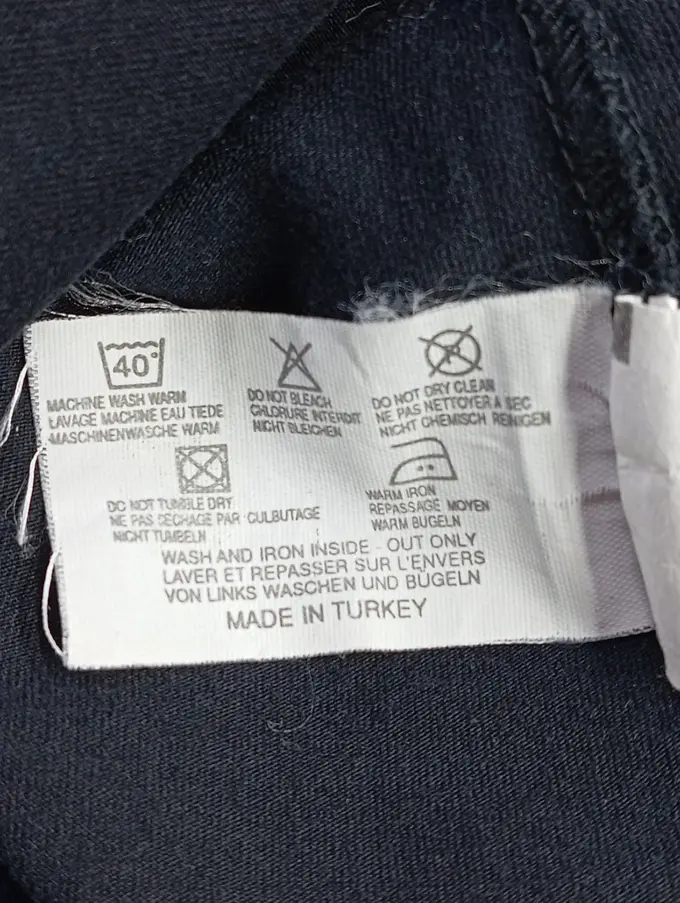 40°
MACHINE WASH WARM
LAVAGE MACHINE EAU TIEDE
MASCHINENWASCHE WARM
DO NOT BLEACH
CHLORURE INTERDIT
NICHT BLEICHEN
P
DO NOT DRY CLEAN
NE PAS NETTOYER A SEC
NICHT CHEMISCH REINIGEN
DO NOT TUMBLE DRY
NE PAS SECHAGE PAR CULBUTAGE
NICHT TUMBELN
WARM IRON
REPASSAGE MOYEN
WARM BUGELN
WASH AND IRON INSIDE - OUT ONLY
LAVER ET REPASSER SUR L'ENVERS
VON LINKS WASCHEN UND BUGELN
MADE IN TURKEY